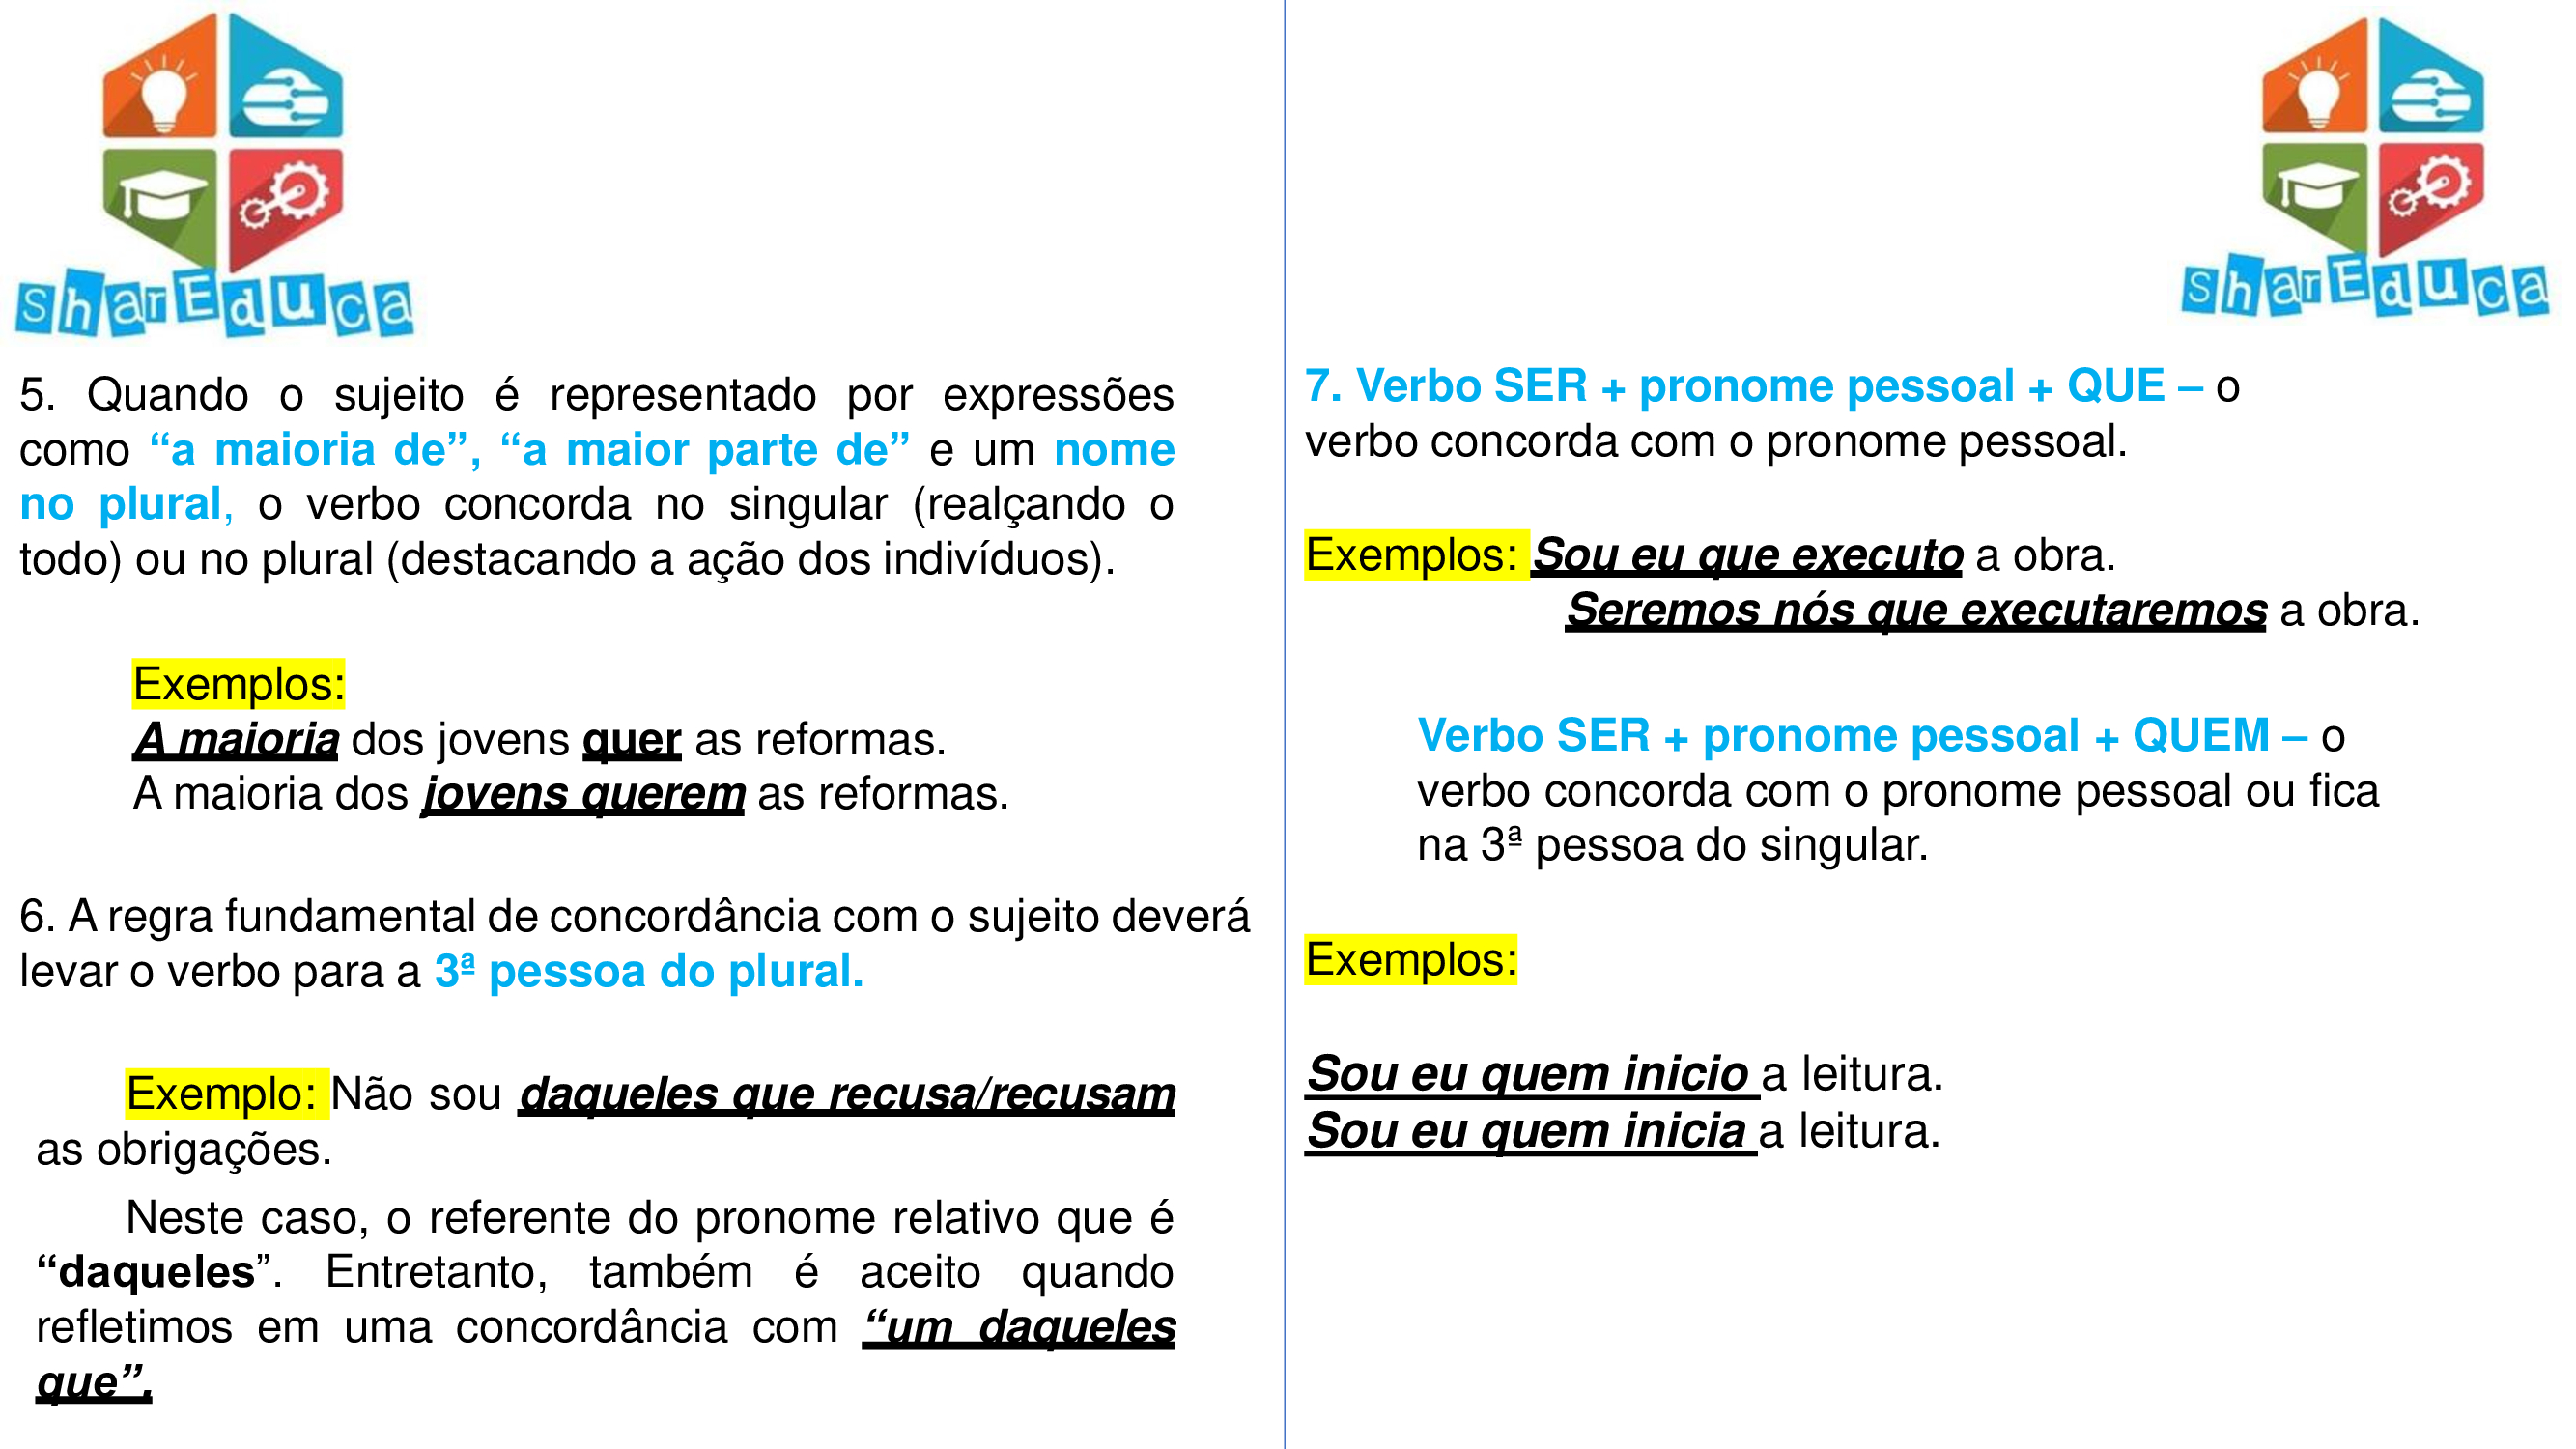 sharEduca
5. Quando o sujeito é representado por expressões
como “a maioria de”, “a maior parte de” e um nome
no plural, o verbo concorda no singular (realçando o
todo) ou no plural (destacando a ação dos indivíduos).
Exemplos:
A maioria dos jovens quer as reformas.
A maioria dos jovens querem as reformas.
6. A regra fundamental de concordância com o sujeito deverá
levar o verbo para a 3ª pessoa do plural.
Exemplo: Não sou daqueles que recusa/recusam
as obrigações.
Neste caso, o referente do pronome relativo que é
“daqueles”. Entretanto, também é aceito quando
refletimos em uma concordância com “um daqueles
que”.
sharEduca
7. Verbo SER + pronome pessoal + QUE – o
verbo concorda com o pronome pessoal.
Exemplos: Sou eu que executo a obra.
Seremos nós que executaremos a obra.
Verbo SER + pronome pessoal + QUEM – o
verbo concorda com o pronome pessoal ou fica
na 3ª pessoa do singular.
Exemplos:
Sou eu quem inicio a leitura.
Sou eu quem inicia a leitura.